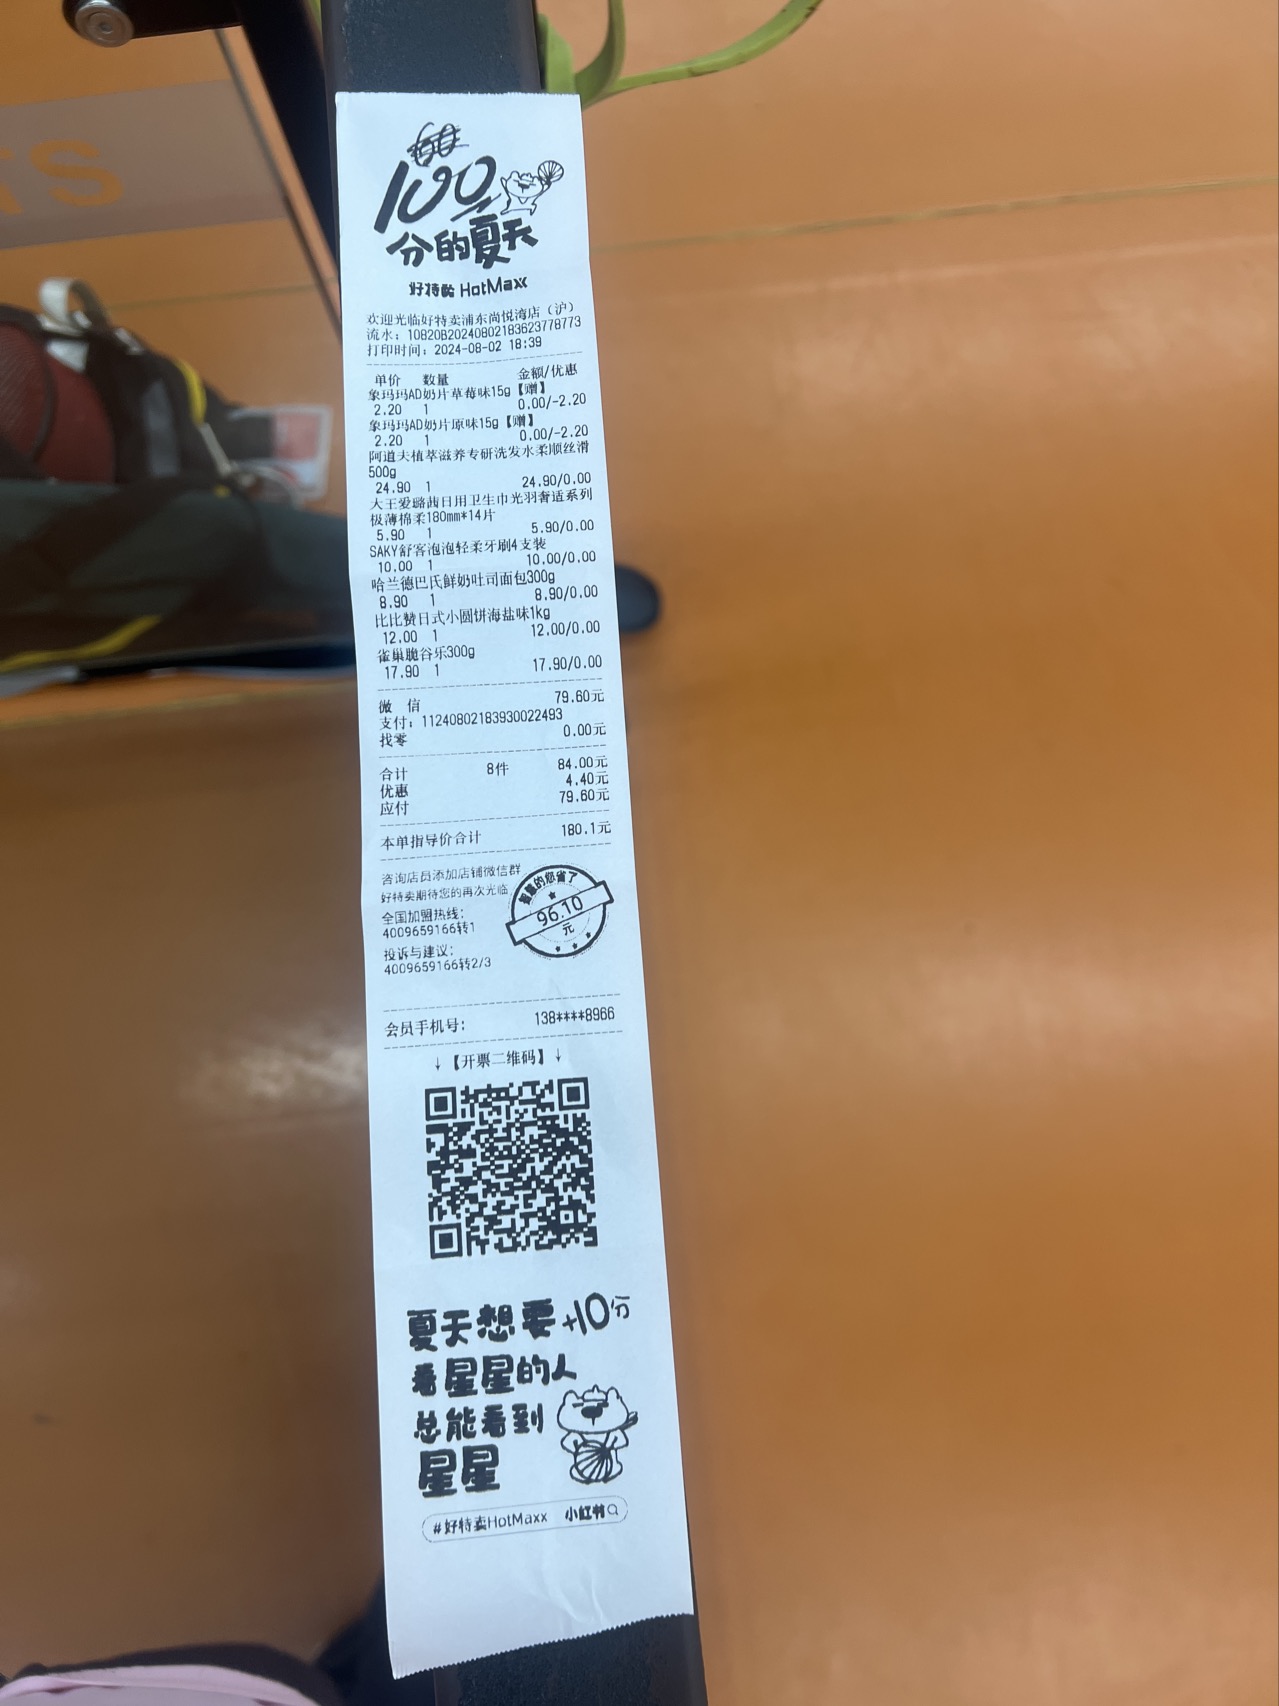 60
100
分的夏天
好特卖 HotMaxx
欢迎光临好特卖浦东尚悦湾店（沪）
流水：10820B20240802183623778773
打印时间：2024-08-02 18:39
单价 数量 金额/优惠
象玛玛AD奶片草莓味15g【赠】
2.20 1 0.00/-2.20
象玛玛AD奶片原味15g【赠】
2.20 1 0.00/-2.20
阿道夫植萃滋养专研洗发水柔顺丝滑
500g
24.90 1 24.90/0.00
大王爱璐茜日用卫生巾光羽奢适系列
极薄棉柔180mm*14片
5.90 1 5.90/0.00
SAKY舒客泡泡轻柔牙刷4支装
10.00 1 10.00/0.00
哈兰德巴氏鲜奶吐司面包300g
8.90 1 8.90/0.00
比比赞日式小圆饼海盐味1kg
12.00 1 12.00/0.00
雀巢脆谷乐300g
17.90 1 17.90/0.00
微 信 79.60元
支付：11240802183930022493
找零 0.00元
合计 8件 84.00元
优惠 4.40元
应付 79.60元
本单指导价合计 180.1元
咨询店员添加店铺微信群
好特卖期待您的再次光临
全国加盟热线：
4009659166转1
投诉与建议：
4009659166转2/3
智慧的您省了
96.10
元
会员手机号： 138****8966
↓【开票二维码】↓
夏天想要+10分
看星星的人
总能看到
星星
#好特卖HotMaxx 小红书